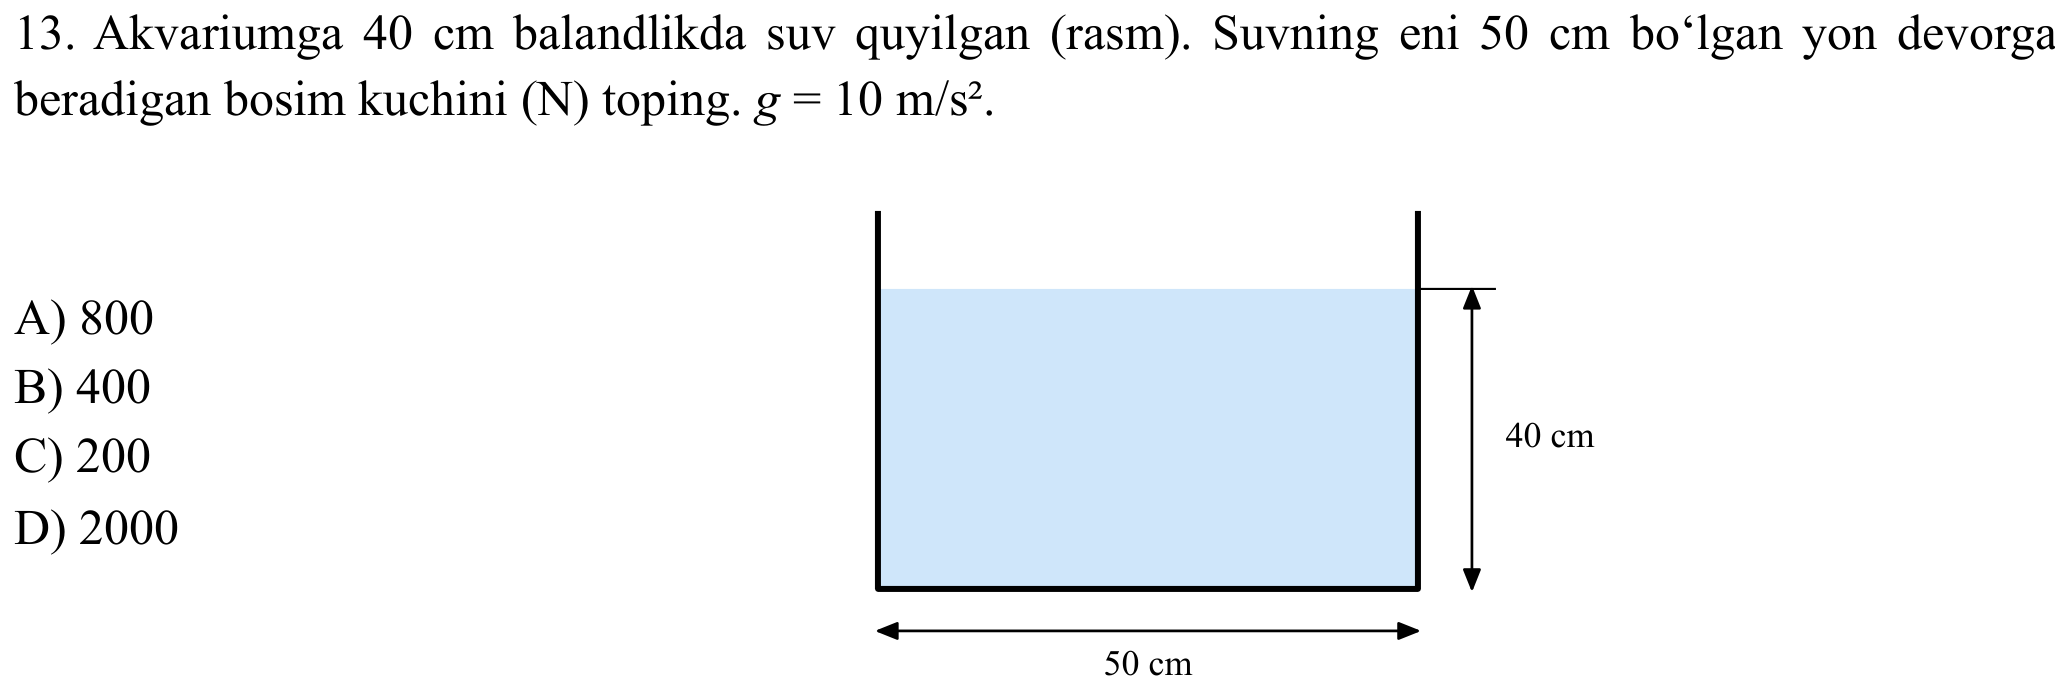 13. Akvariumga 40 cm balandlikda suv quyilgan (rasm). Suvning eni 50 cm bo‘lgan yon devorga
beradigan bosim kuchini (N) toping. g = 10 m/s².
A) 800
B) 400
C) 200
D) 2000
40 cm
50 cm